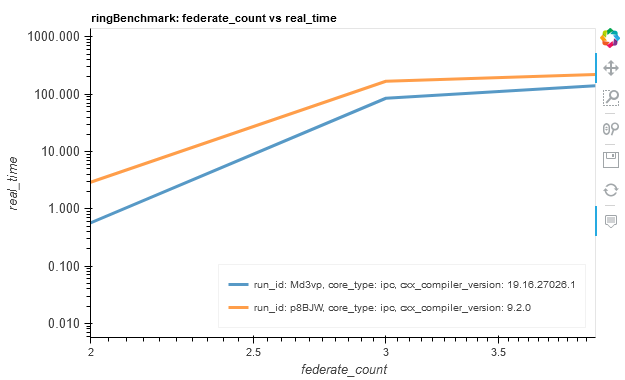 ringBenchmark: federate_count vs real_time
1000.000
100.000
10.000
1.000
0.100
0.010
real_time
run_id: Md3vp, core_type: ipc, cxx_compiler_version: 19.16.27026.1
run_id: p8BJW, core_type: ipc, cxx_compiler_version: 9.2.0
2
2.5
3
3.5
federate_count